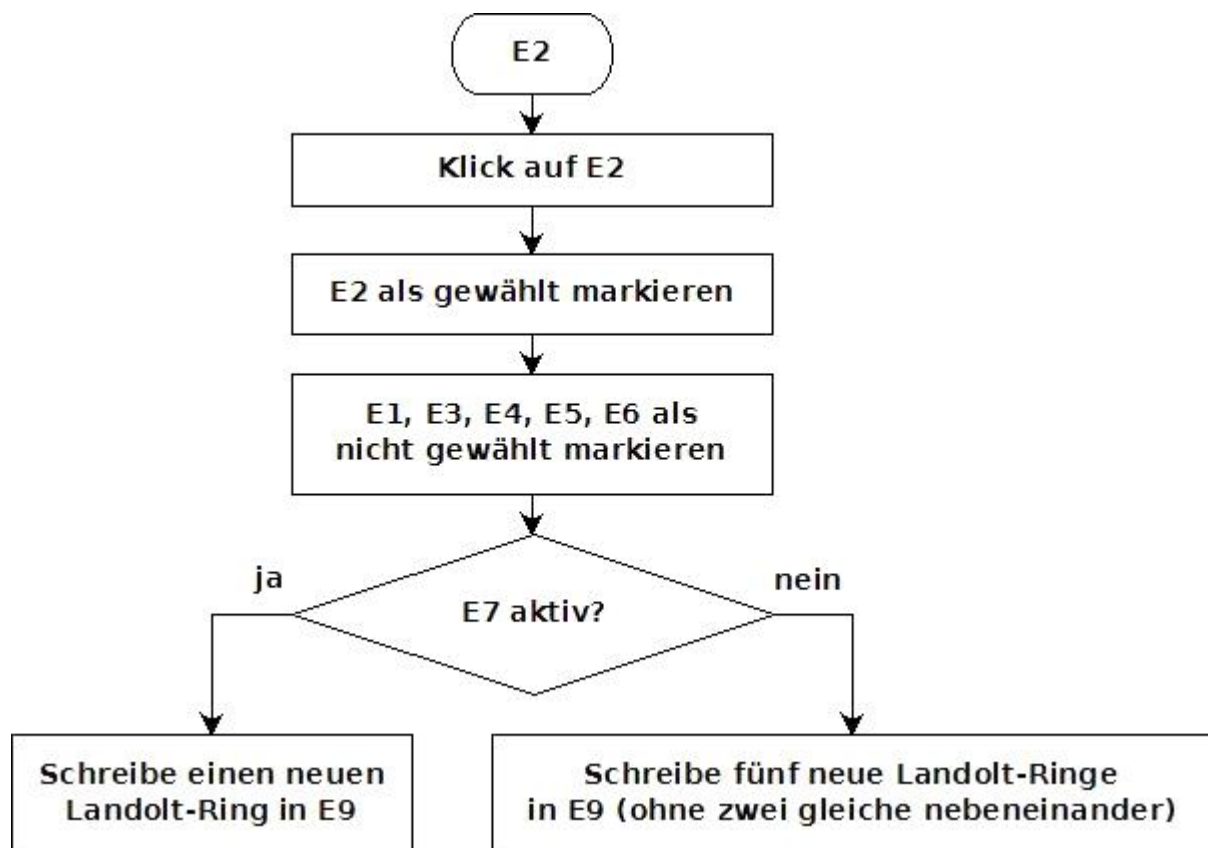 E2
Klick auf E2
E2 als gewählt markieren
E1, E3, E4, E5, E6 als
nicht gewählt markieren
ja
nein
E7 aktiv?
Schreibe einen neuen
Landolt-Ring in E9
Schreibe fünf neue Landolt-Ringe
in E9 (ohne zwei gleiche nebeneinander)